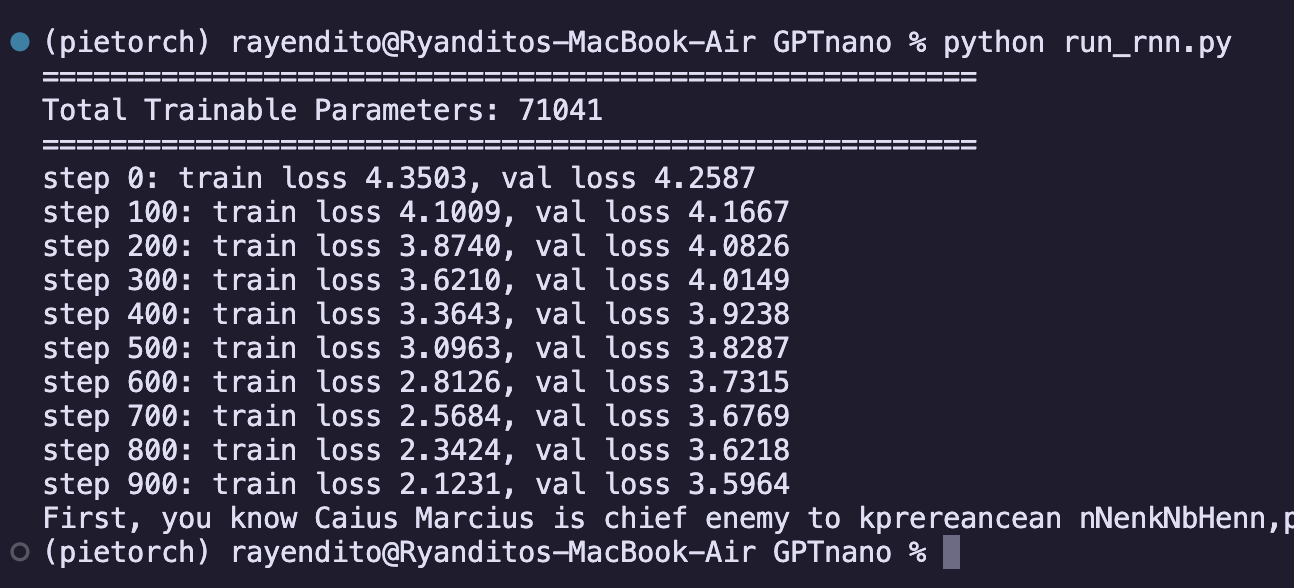 (pietorch) rayendito@Ryanditos-MacBook-Air GPTnano % python run_rnn.py
=======================================================
Total Trainable Parameters: 71041
=======================================================
step 0: train loss 4.3503, val loss 4.2587
step 100: train loss 4.1009, val loss 4.1667
step 200: train loss 3.8740, val loss 4.0826
step 300: train loss 3.6210, val loss 4.0149
step 400: train loss 3.3643, val loss 3.9238
step 500: train loss 3.0963, val loss 3.8287
step 600: train loss 2.8126, val loss 3.7315
step 700: train loss 2.5684, val loss 3.6769
step 800: train loss 2.3424, val loss 3.6218
step 900: train loss 2.1231, val loss 3.5964
First, you know Caius Marcius is chief enemy to kprereancean nNenkNbHenn,p
(pietorch) rayendito@Ryanditos-MacBook-Air GPTnano %